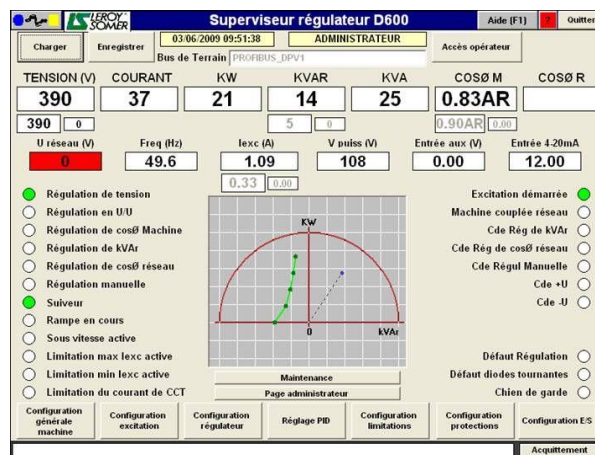 LEROY SOMER Superviseur régulateur D600 Aide (F1) ? Quitter
Charger Enregistrer 03/06/2009 09:51:38 ADMINISTRATEUR Accès opérateur
Bus de Terrain PROFIBUS_DPV1
TENSION (V) COURANT KW KVAR KVA COSØ M COSØ R
390 37 21 14 25 0.83AR
390 0 5 0 0.90AR 0.00
U réseau (V) Freq (Hz) Iexc (A) V puiss (V) Entrée aux (V) Entrée 4-20mA
0 49.6 1.09 108 0.00 12.00
0.33 0.00
Régulation de tension
Régulation en U/U
Régulation de cosØ Machine
Régulation de kVAr
Régulation de cosØ réseau
Régulation manuelle
Suiveur
Rampe en cours
Sous vitesse active
Limitation max Iexc active
Limitation min Iexc active
Limitation du courant de CCT
KW
0 kVAr
Maintenance
Page administrateur
Excitation démarrée
Machine couplée réseau
Cde Rég de kVAr
Cde Rég de cosØ réseau
Cde Régul Manuelle
Cde +U
Cde -U
Défaut Régulation
Défaut diodes tournantes
Chien de garde
Configuration générale machine
Configuration excitation
Configuration régulateur
Réglage PID
Configuration limitations
Configuration protections
Configuration E/S
Acquittement